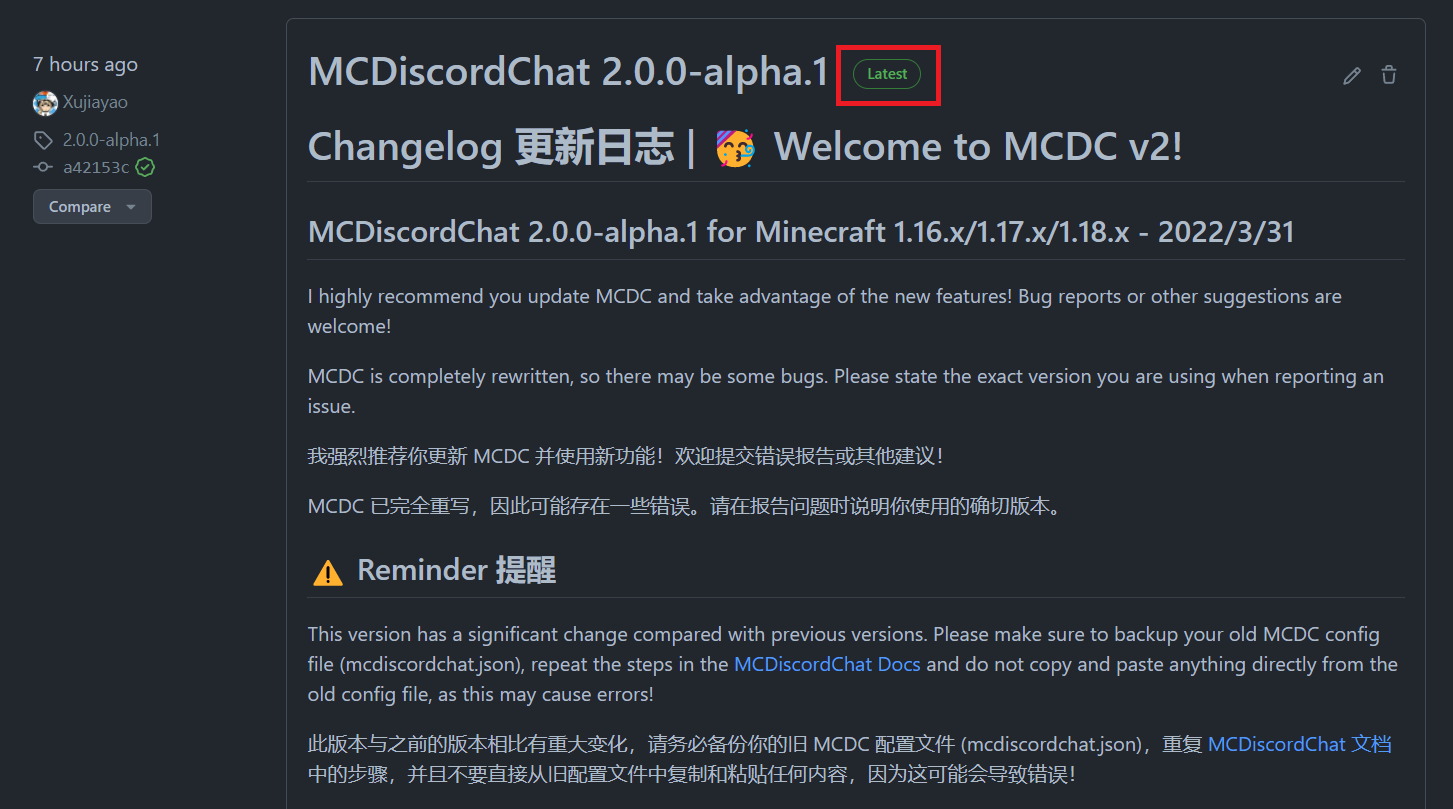 7 hours ago
Xujiayao
2.0.0-alpha.1
a42153c
Compare
MCDiscordChat 2.0.0-alpha.1 Latest
Changelog 更新日志 | 🥳 Welcome to MCDC v2!
MCDiscordChat 2.0.0-alpha.1 for Minecraft 1.16.x/1.17.x/1.18.x - 2022/3/31
I highly recommend you update MCDC and take advantage of the new features! Bug reports or other suggestions are
welcome!
MCDC is completely rewritten, so there may be some bugs. Please state the exact version you are using when reporting an
issue.
我强烈推荐你更新 MCDC 并使用新功能！欢迎提交错误报告或其他建议！
MCDC 已完全重写，因此可能存在一些错误。请在报告问题时说明你使用的确切版本。
⚠️ Reminder 提醒
This version has a significant change compared with previous versions. Please make sure to backup your old MCDC config
file (mcdiscordchat.json), repeat the steps in the MCDiscordChat Docs and do not copy and paste anything directly from the
old config file, as this may cause errors!
此版本与之前的版本相比有重大变化，请务必备份你的旧 MCDC 配置文件 (mcdiscordchat.json)，重复 MCDiscordChat 文档
中的步骤，并且不要直接从旧配置文件中复制和粘贴任何内容，因为这可能会导致错误！